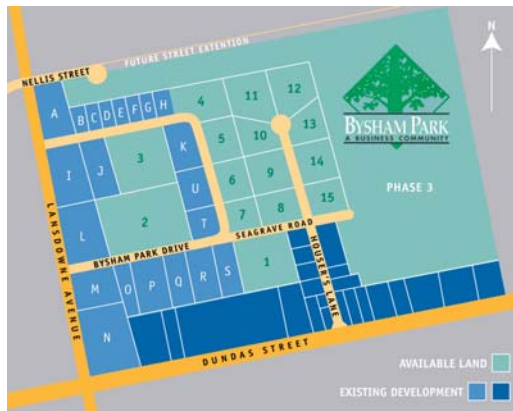 N
NELLIS STREET
FUTURE STREET EXTENTION
A
B
C
D
E
F
G
H
4
11
12
BYSHAM PARK
A BUSINESS COMMUNITY
PHASE 3
I
J
3
K
5
10
13
U
6
9
14
L
2
T
7
8
15
BYSHAM PARK DRIVE
SEAGRAVE ROAD
LANSDOWNE AVENUE
M
O
P
Q
R
S
1
HOUSER'S LANE
N
DUNDAS STREET
AVAILABLE LAND
EXISTING DEVELOPMENT